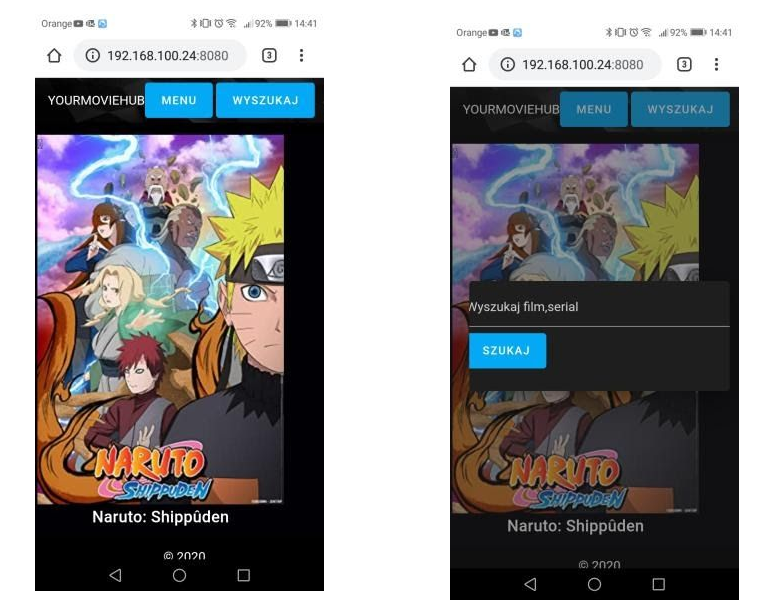 Orange 92% 14:41
192.168.100.24:8080 3
YOURMOVIEHUB MENU WYSZUKAJ
NARUTO
SHIPPUDEN
Naruto: Shippûden
© 2020
Orange 92% 14:41
192.168.100.24:8080 3
YOURMOVIEHUB MENU WYSZUKAJ
Wyszukaj film,serial
SZUKAJ
NARUTO
SHIPPUDEN
Naruto: Shippûden
© 2020